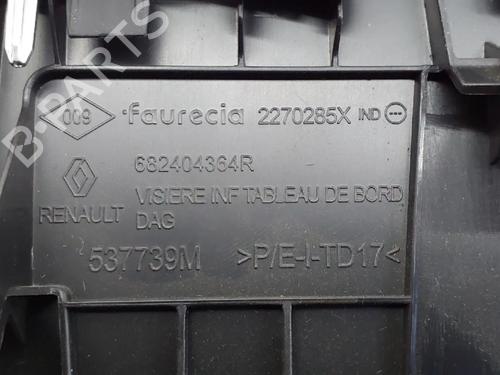 009 faurecia 2270285X IND
682404364R
RENAULT
VISIERE INF TABLEAU DE BORD
DAG
537739M >P/E-I-TD17<
B-PARTS